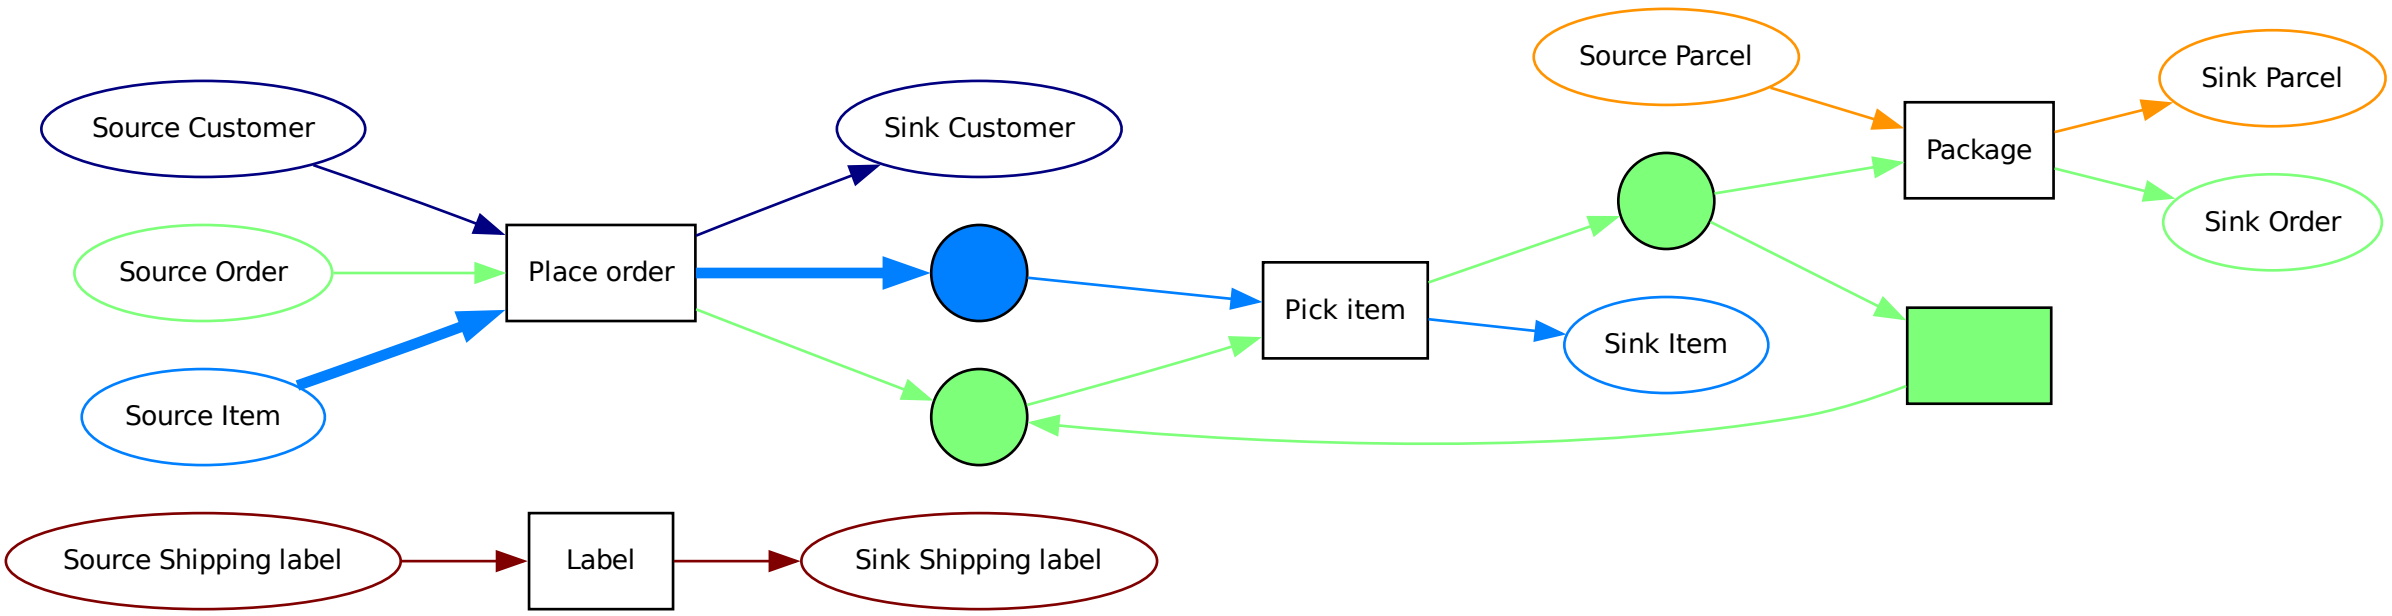 Source Parcel
Sink Parcel
Source Customer
Sink Customer
Package
Source Order
Place order
Sink Order
Pick item
Sink Item
Source Item
Source Shipping label
Label
Sink Shipping label